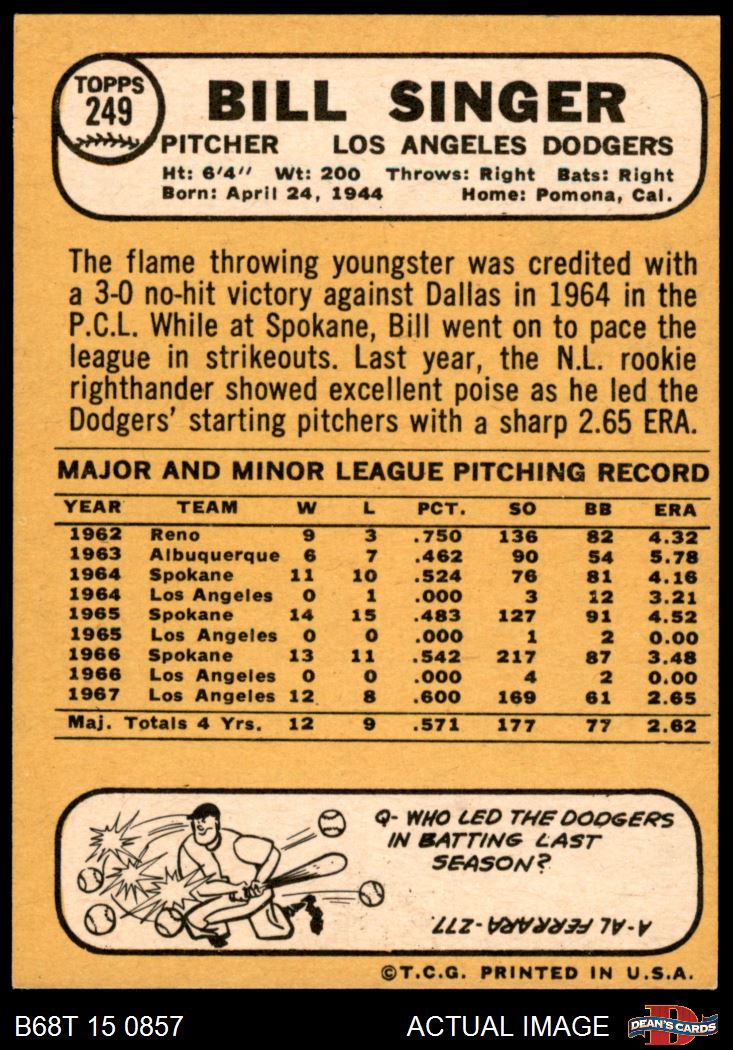 TOPPS
249
BILL SINGER
PITCHER LOS ANGELES DODGERS
Ht: 6'4'' Wt: 200 Throws: Right Bats: Right
Born: April 24, 1944 Home: Pomona, Cal.
The flame throwing youngster was credited with
a 3-0 no-hit victory against Dallas in 1964 in the
P.C.L. While at Spokane, Bill went on to pace the
league in strikeouts. Last year, the N.L. rookie
righthander showed excellent poise as he led the
Dodgers' starting pitchers with a sharp 2.65 ERA.
MAJOR AND MINOR LEAGUE PITCHING RECORD
YEAR TEAM W L PCT. SO BB ERA
1962 Reno 9 3 .750 136 82 4.32
1963 Albuquerque 6 7 .462 90 54 5.78
1964 Spokane 11 10 .524 76 81 4.16
1964 Los Angeles 0 1 .000 3 12 3.21
1965 Spokane 14 15 .483 127 91 4.52
1965 Los Angeles 0 0 .000 1 2 0.00
1966 Spokane 13 11 .542 217 87 3.48
1966 Los Angeles 0 0 .000 4 2 0.00
1967 Los Angeles 12 8 .600 169 61 2.65
Maj. Totals 4 Yrs. 12 9 .571 177 77 2.62
Q- WHO LED THE DODGERS
IN BATTING LAST
SEASON?
A-AL FERRARA-.277.
©T.C.G. PRINTED IN U.S.A.
B68T 15 0857 ACTUAL IMAGE DEAN'S CARDS